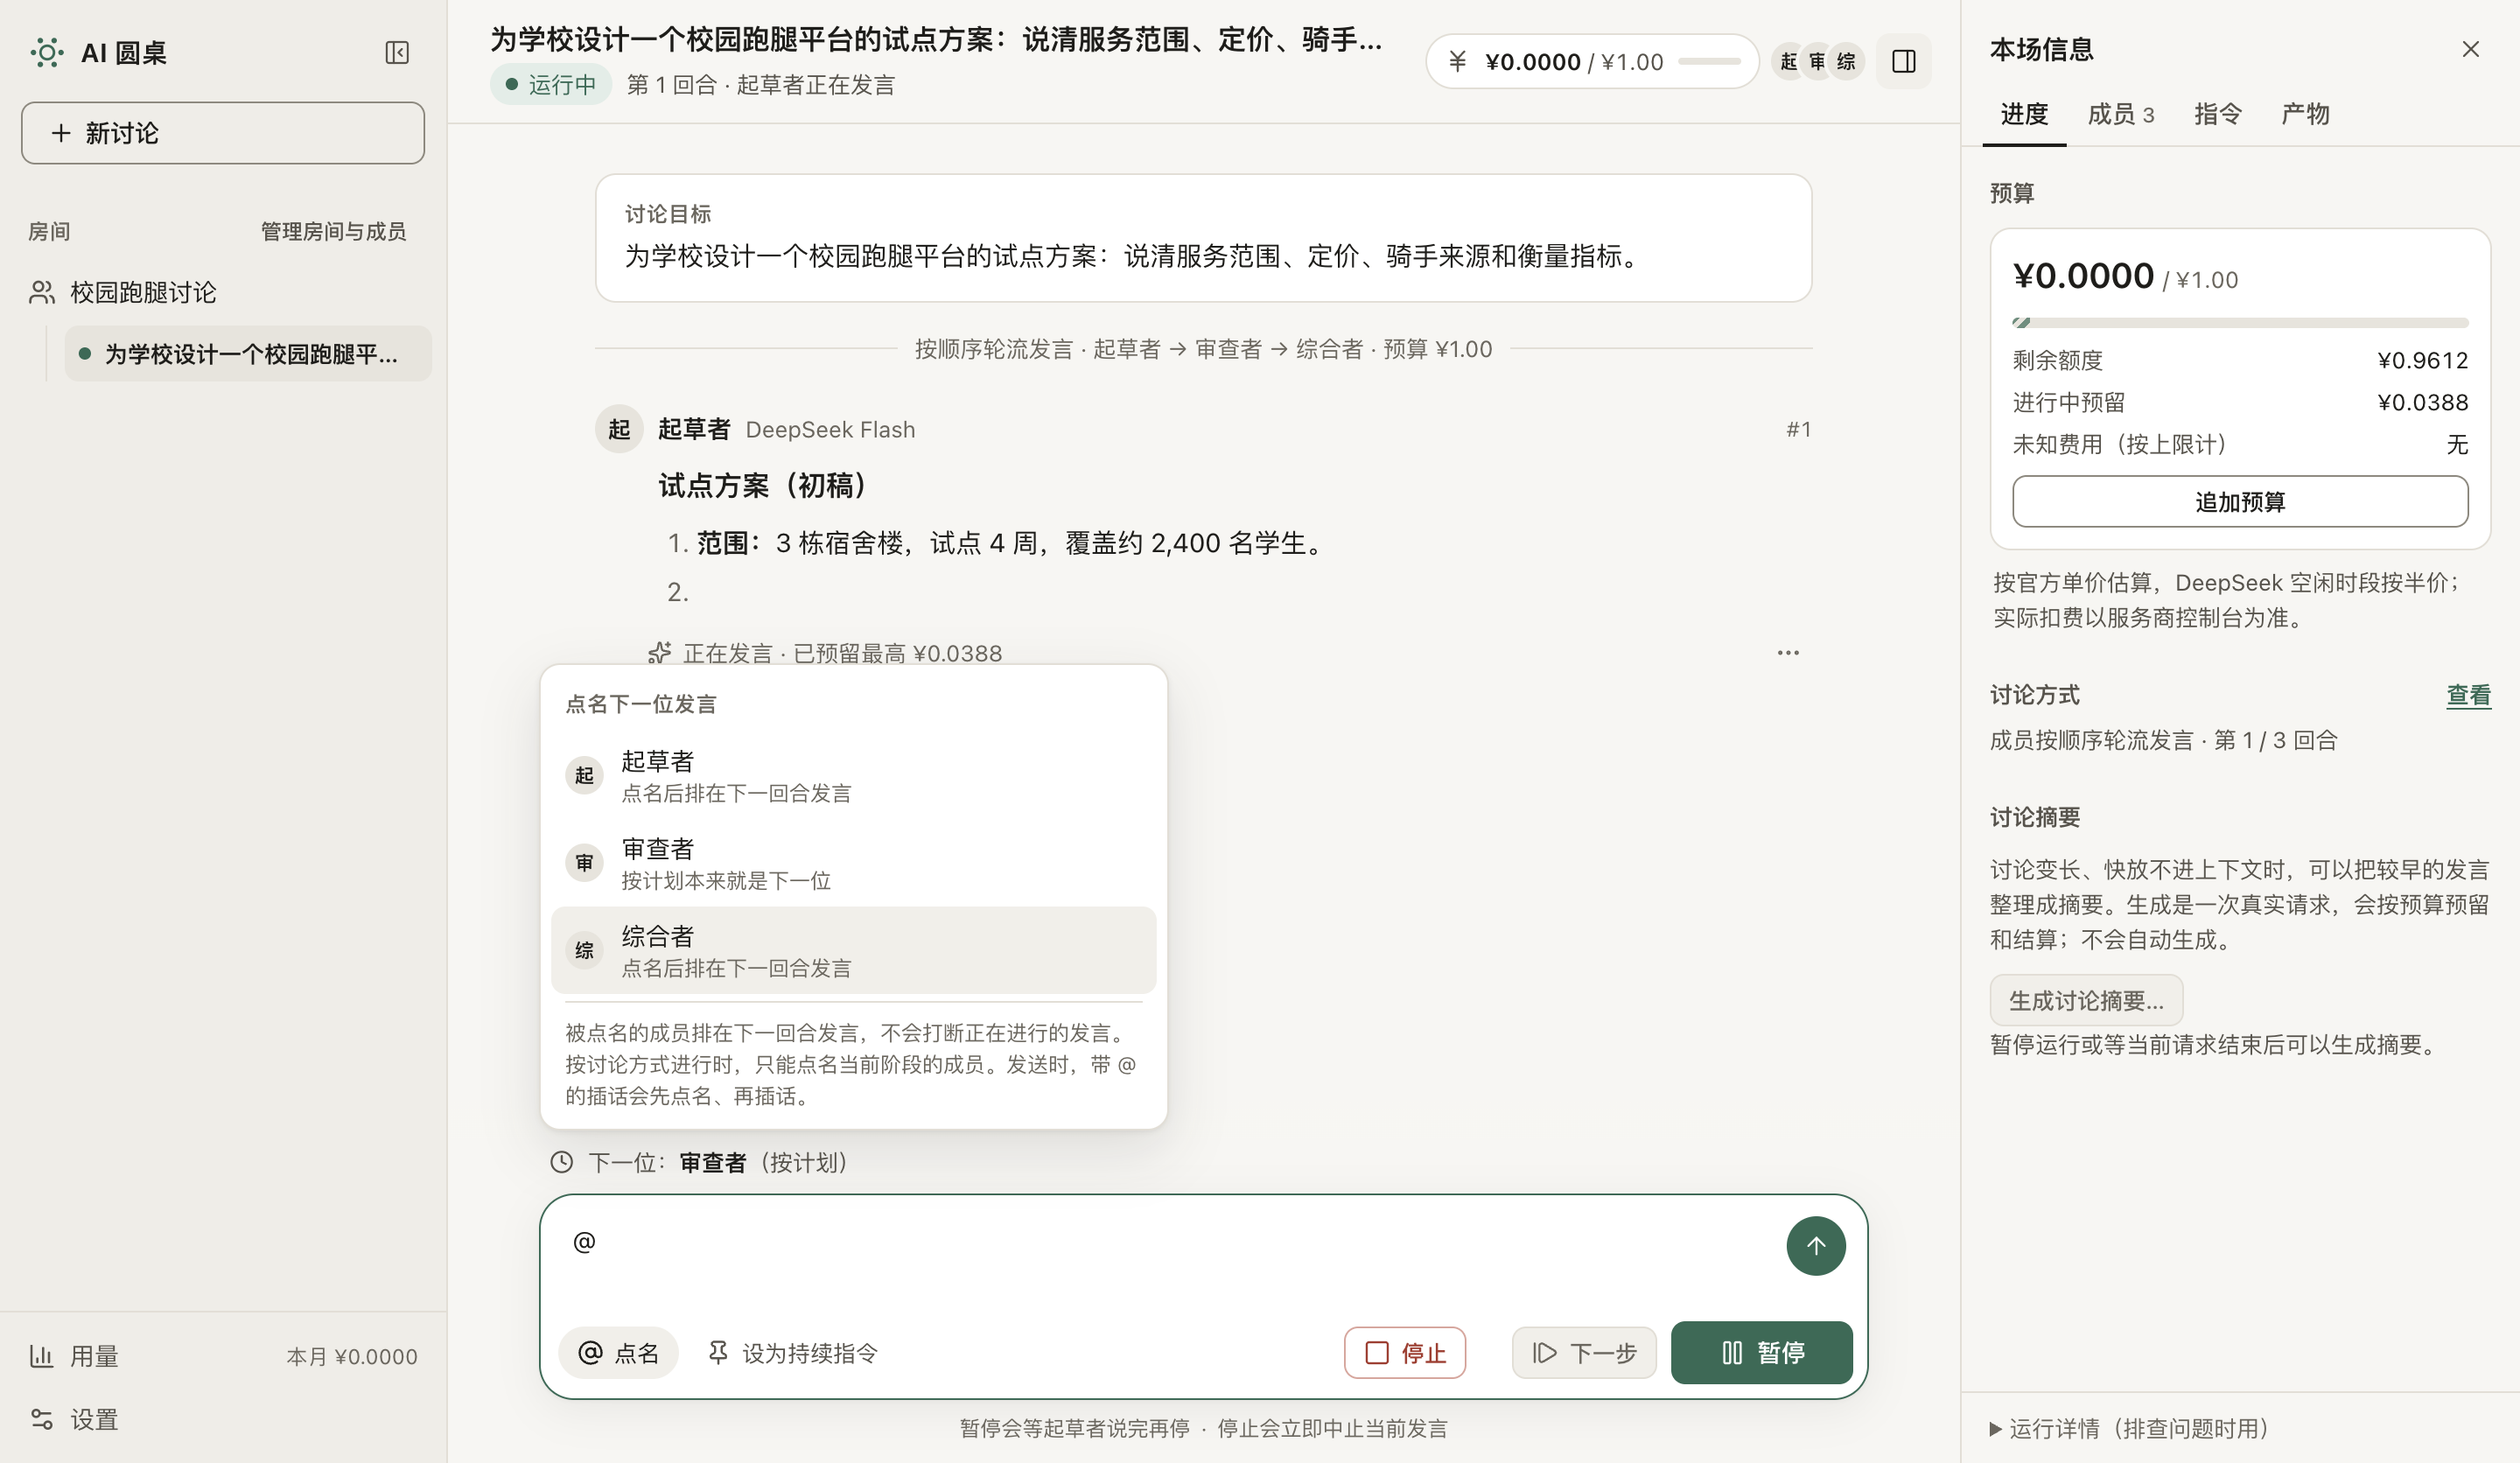 AI 圆桌
新讨论
房间
管理房间与成员
校园跑腿讨论
为学校设计一个校园跑腿平...
用量
本月 ¥0.0000
设置
为学校设计一个校园跑腿平台的试点方案：说清服务范围、定价、骑手...
运行中
第 1 回合 · 起草者正在发言
¥ ¥0.0000 / ¥1.00
起 审 综
讨论目标
为学校设计一个校园跑腿平台的试点方案：说清服务范围、定价、骑手来源和衡量指标。
按顺序轮流发言 · 起草者 → 审查者 → 综合者 · 预算 ¥1.00
起 起草者 DeepSeek Flash #1
试点方案（初稿）
1. 范围：3 栋宿舍楼，试点 4 周，覆盖约 2,400 名学生。
2.
正在发言 · 已预留最高 ¥0.0388
点名下一位发言
起 起草者
点名后排在下一回合发言
审 审查者
按计划本来就是下一位
综 综合者
点名后排在下一回合发言
被点名的成员排在下一回合发言，不会打断正在进行的发言。
按讨论方式进行时，只能点名当前阶段的成员。发送时，带 @
的插话会先点名、再插话。
下一位：审查者（按计划）
@
@ 点名
设为持续指令
停止
下一步
暂停
暂停会等起草者说完再停 · 停止会立即中止当前发言
本场信息
进度 成员 3 指令 产物
预算
¥0.0000 / ¥1.00
剩余额度 ¥0.9612
进行中预留 ¥0.0388
未知费用（按上限计） 无
追加预算
按官方单价估算，DeepSeek 空闲时段按半价；
实际扣费以服务商控制台为准。
讨论方式 查看
成员按顺序轮流发言 · 第 1 / 3 回合
讨论摘要
讨论变长、快放不进上下文时，可以把较早的发言
整理成摘要。生成是一次真实请求，会按预算预留
和结算；不会自动生成。
生成讨论摘要...
暂停运行或等当前请求结束后可以生成摘要。
运行详情（排查问题时用）